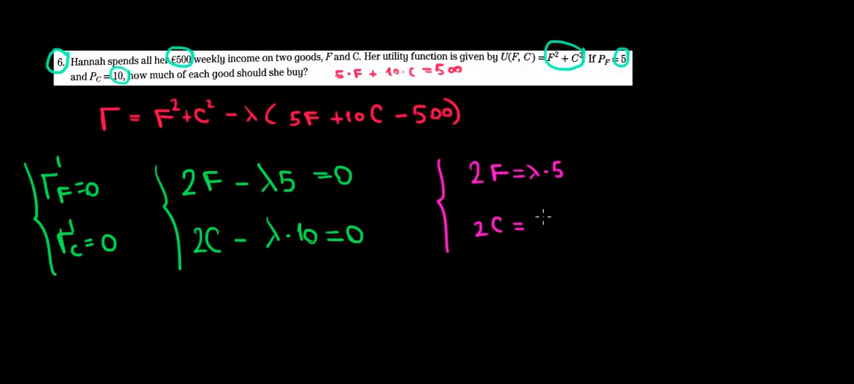 6. Hannah spends all her £500 weekly income on two goods, F and C. Her utility function is given by U(F, C) = F² + C². If P_F = 5
and P_C = 10, how much of each good should she buy?
5·F + 10·C = 500
Γ = F² + C² - λ( 5F + 10C - 500)
Γ'_F = 0
2F - λ5 = 0
2F = λ·5
Γ'_C = 0
2C - λ·10 = 0
2C =